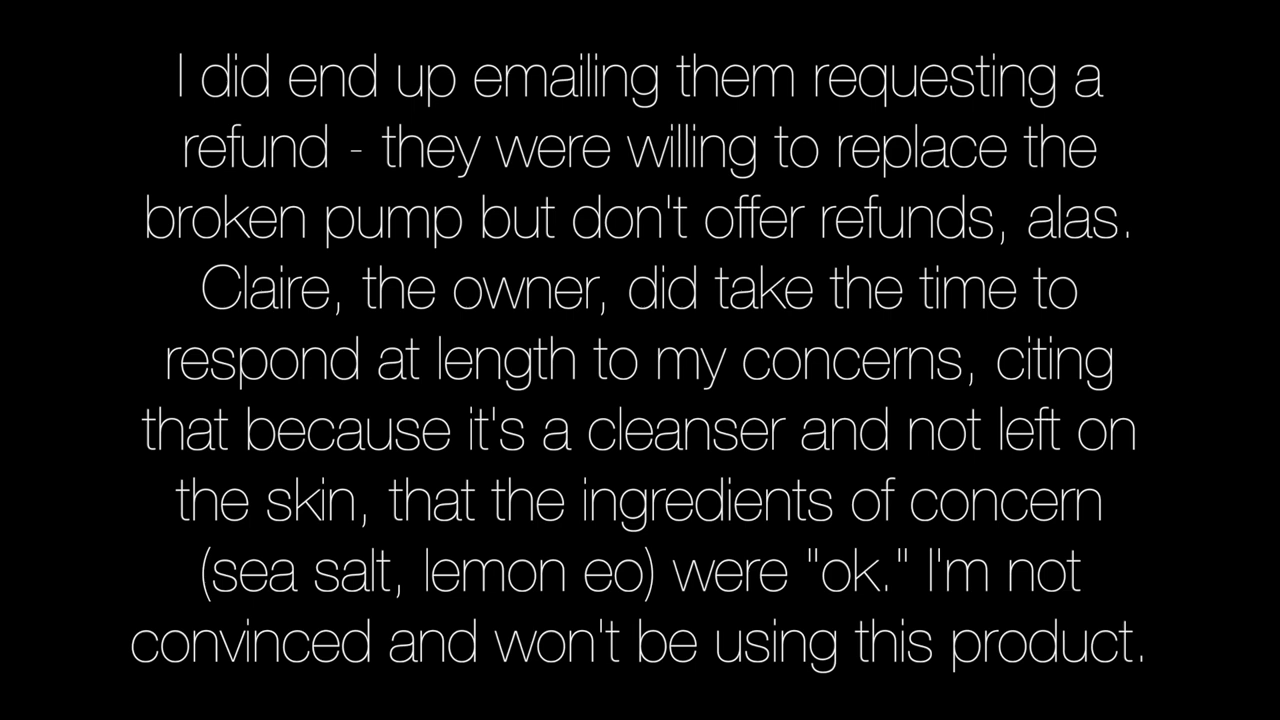 I did end up emailing them requesting a
refund - they were willing to replace the
broken pump but don't offer refunds, alas.
Claire, the owner, did take the time to
respond at length to my concerns, citing
that because it's a cleanser and not left on
the skin, that the ingredients of concern
(sea salt, lemon eo) were "ok." I'm not
convinced and won't be using this product.